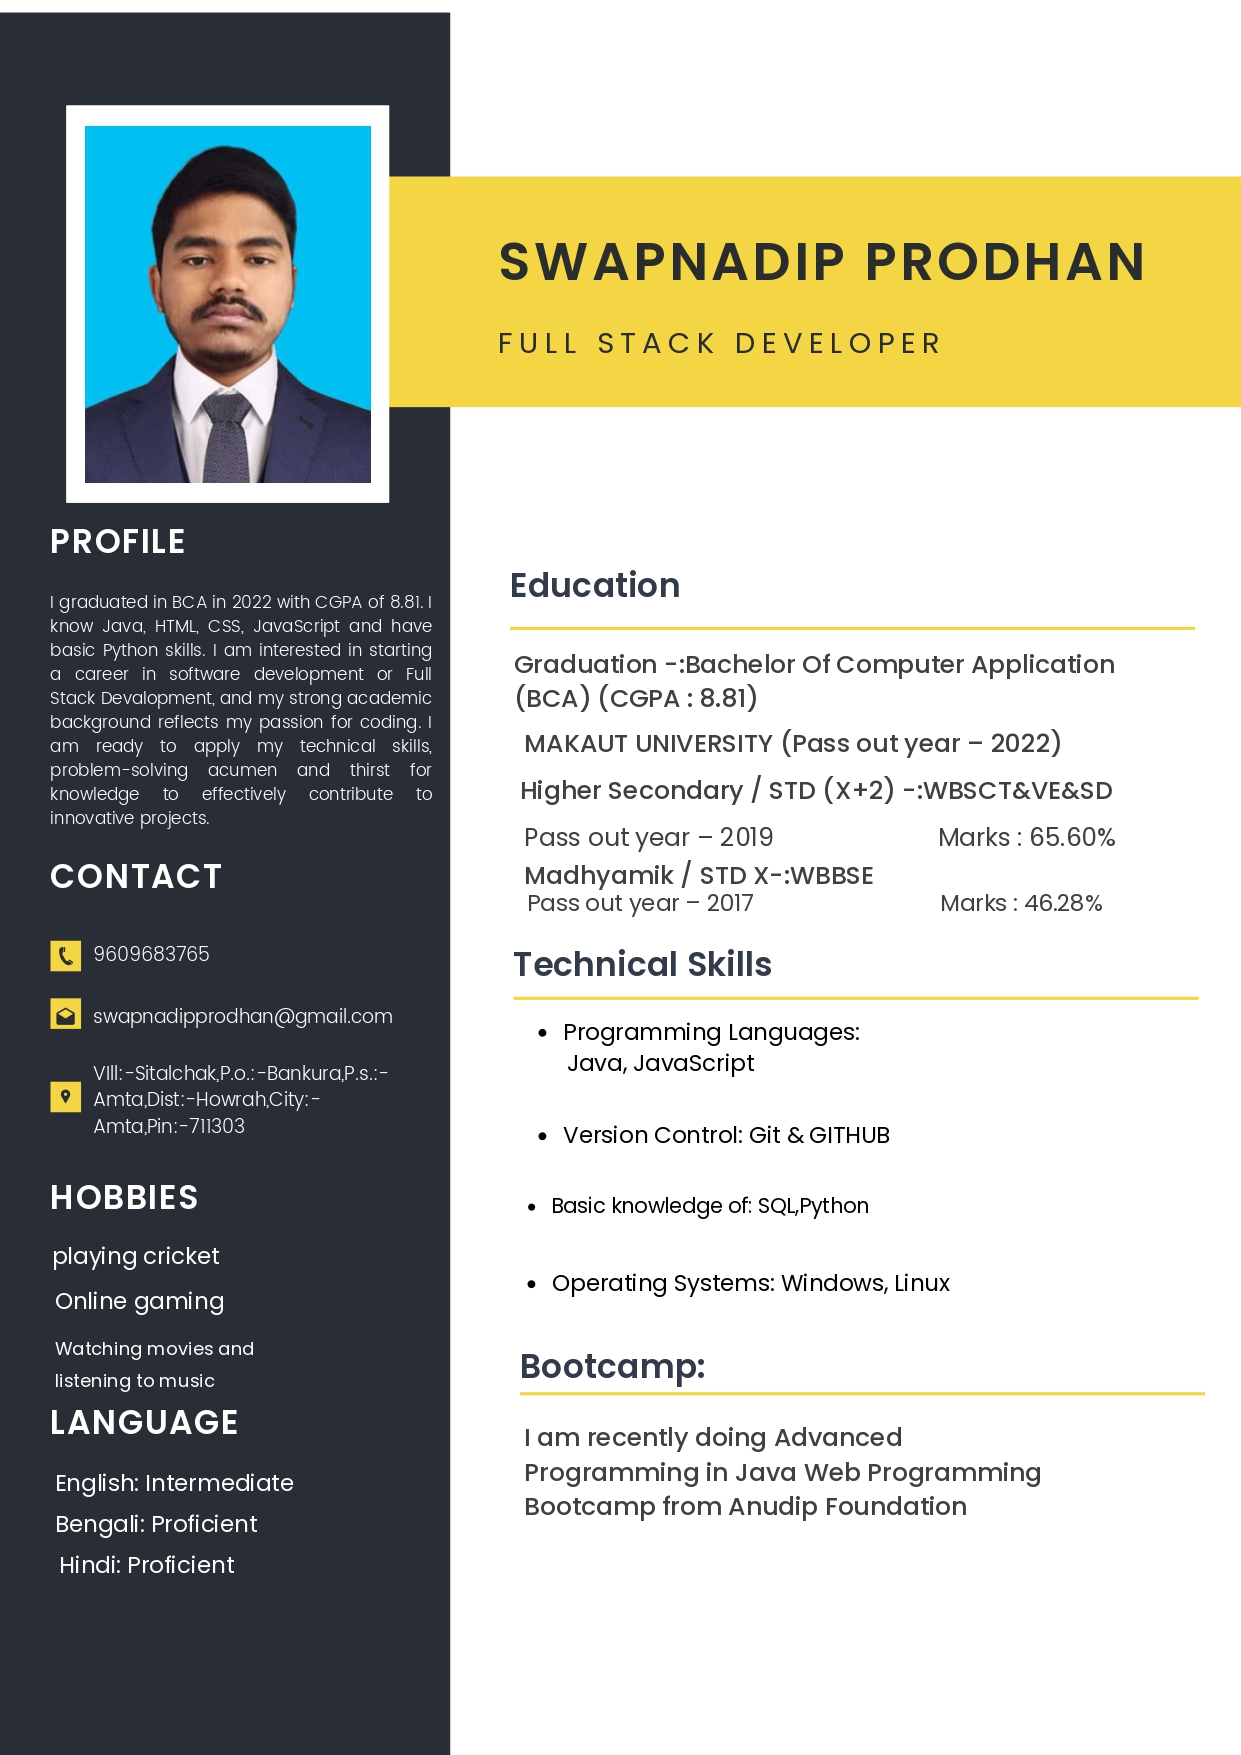 SWAPNADIP PRODHAN
FULL STACK DEVELOPER
PROFILE
I graduated in BCA in 2022 with CGPA of 8.81. I
know Java, HTML, CSS, JavaScript and have
basic Python skills. I am interested in starting
a career in software development or Full
Stack Devalopment, and my strong academic
background reflects my passion for coding. I
am ready to apply my technical skills,
problem-solving acumen and thirst for
knowledge to effectively contribute to
innovative projects.
CONTACT
9609683765
swapnadipprodhan@gmail.com
VIll:-Sitalchak,P.o.:-Bankura,P.s.:-
Amta,Dist:-Howrah,City:-
Amta,Pin:-711303
HOBBIES
playing cricket
Online gaming
Watching movies and
listening to music
LANGUAGE
English: Intermediate
Bengali: Proficient
Hindi: Proficient
Education
Graduation -:Bachelor Of Computer Application
(BCA) (CGPA : 8.81)
MAKAUT UNIVERSITY (Pass out year – 2022)
Higher Secondary / STD (X+2) -:WBSCT&VE&SD
Pass out year – 2019 Marks : 65.60%
Madhyamik / STD X-:WBBSE
Pass out year – 2017 Marks : 46.28%
Technical Skills
• Programming Languages:
Java, JavaScript
• Version Control: Git & GITHUB
• Basic knowledge of: SQL,Python
• Operating Systems: Windows, Linux
Bootcamp:
I am recently doing Advanced
Programming in Java Web Programming
Bootcamp from Anudip Foundation